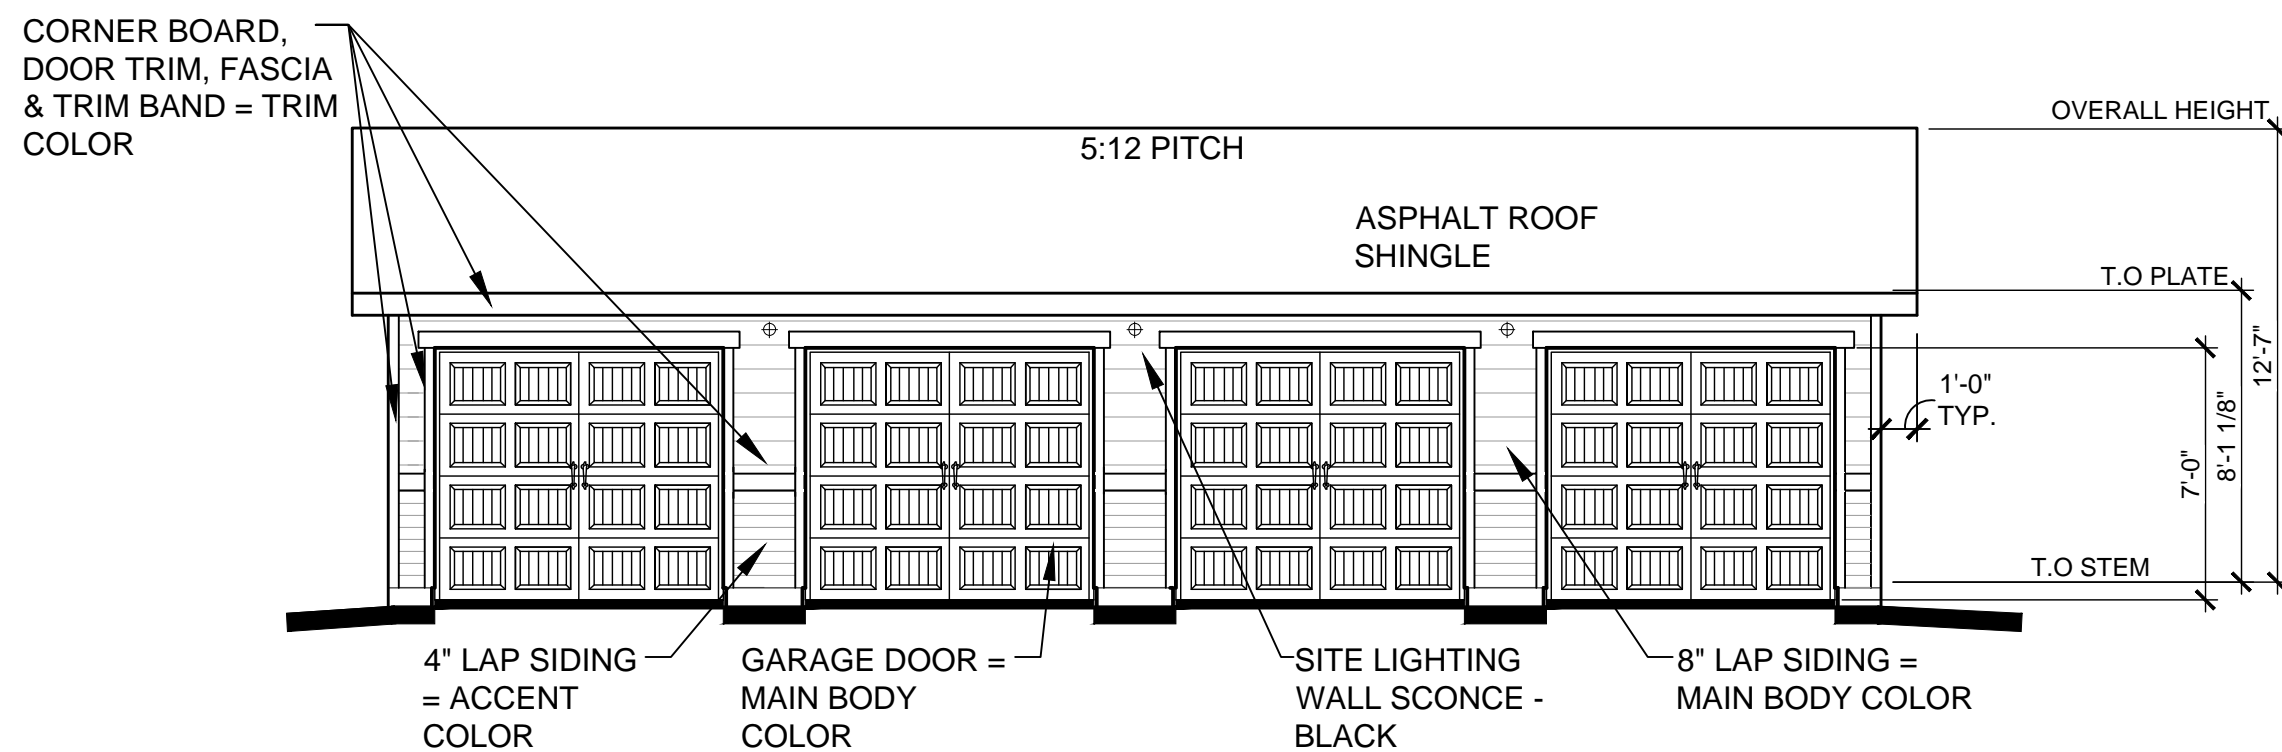 CORNER BOARD,
DOOR TRIM, FASCIA
& TRIM BAND = TRIM
COLOR
OVERALL HEIGHT
5:12 PITCH
ASPHALT ROOF
SHINGLE
T.O PLATE
12'-7"
1'-0"
TYP.
8'-1 1/8"
7'-0"
T.O STEM
4" LAP SIDING
= ACCENT
COLOR
GARAGE DOOR =
MAIN BODY
COLOR
SITE LIGHTING
WALL SCONCE -
BLACK
8" LAP SIDING =
MAIN BODY COLOR